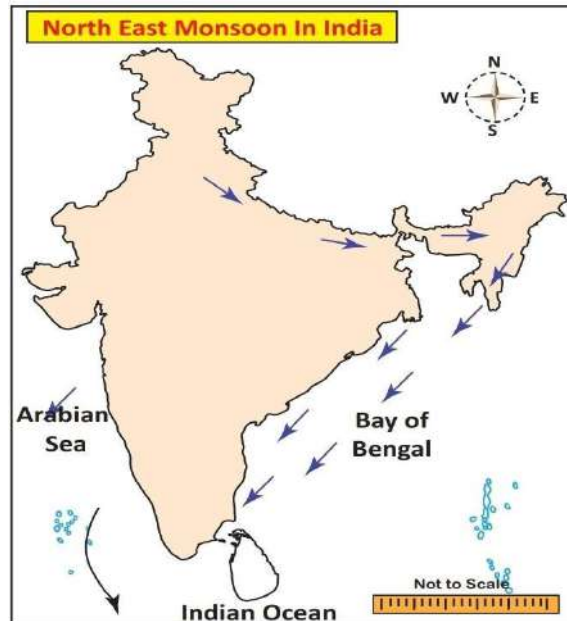 North East Monsoon In India
N
W
E
S
Arabian
Sea
Bay of
Bengal
Not to Scale
Indian Ocean